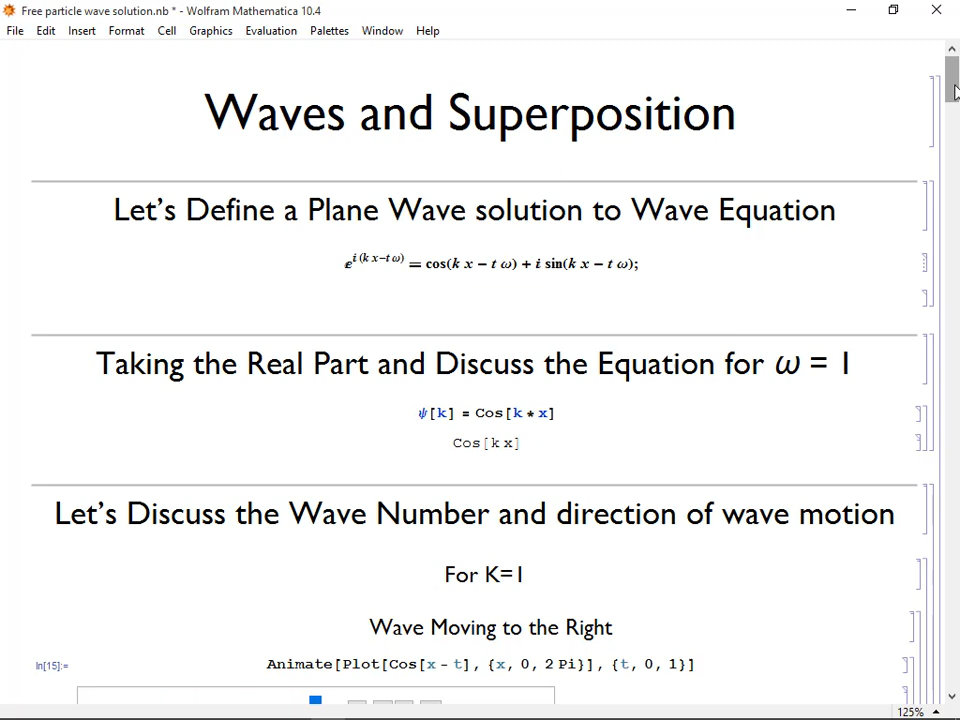 Free particle wave solution.nb * - Wolfram Mathematica 10.4
File Edit Insert Format Cell Graphics Evaluation Palettes Window Help
Waves and Superposition
Let's Define a Plane Wave solution to Wave Equation
ⅇ^i (k x−t ω) = cos(k x − t ω) + i sin(k x − t ω);
Taking the Real Part and Discuss the Equation for ω = 1
ψ[k] = Cos[k * x]
Cos[k x]
Let's Discuss the Wave Number and direction of wave motion
For K=1
Wave Moving to the Right
In[15]:= Animate[Plot[Cos[x - t], {x, 0, 2 Pi}], {t, 0, 1}]
125%